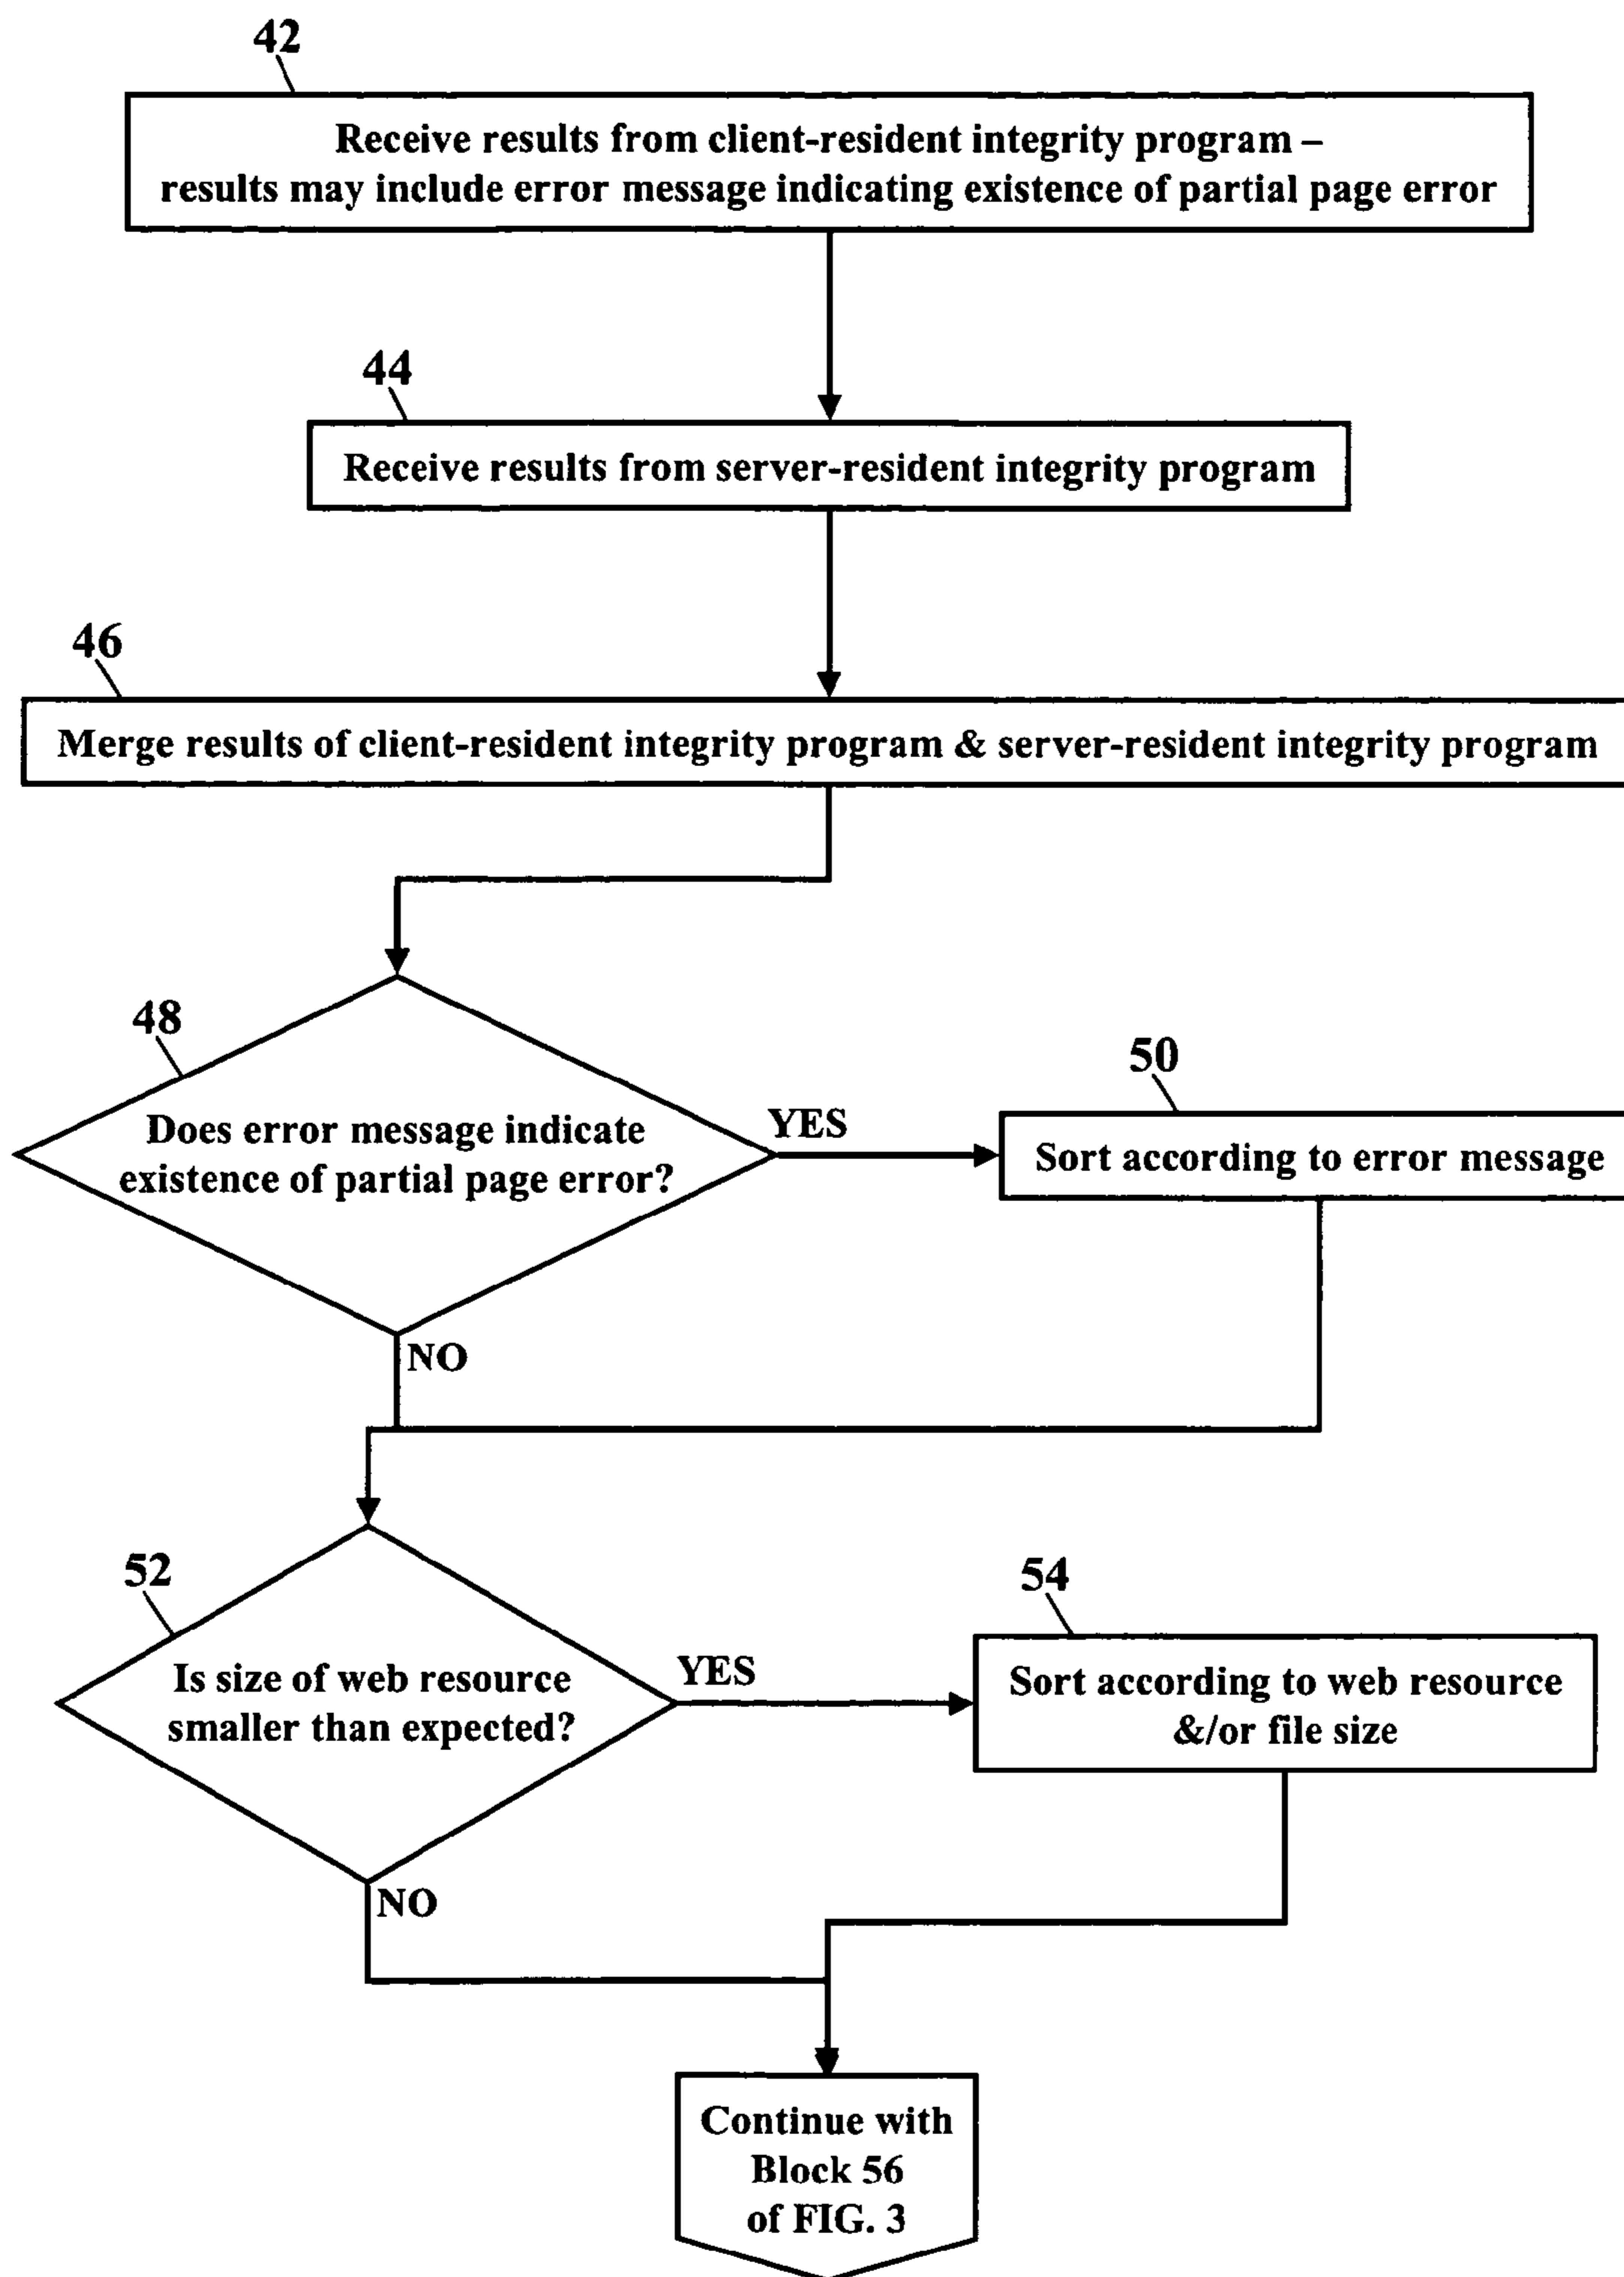 42
Receive results from client-resident integrity program –
results may include error message indicating existence of partial page error
44
Receive results from server-resident integrity program
46
Merge results of client-resident integrity program & server-resident integrity program
48
Does error message indicate
existence of partial page error?
YES
50
Sort according to error message
NO
52
Is size of web resource
smaller than expected?
YES
54
Sort according to web resource
&/or file size
NO
Continue with
Block 56
of FIG. 3